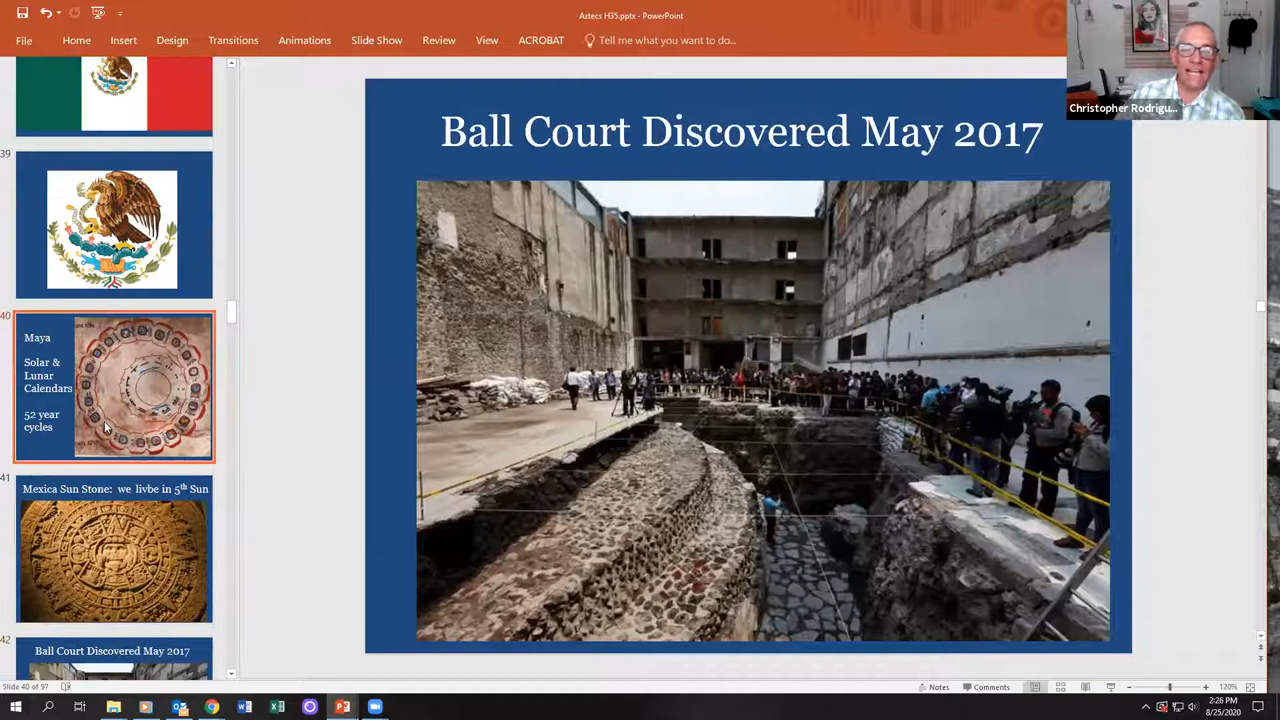 Aztecs H35.pptx - PowerPoint
File Home Insert Design Transitions Animations Slide Show Review View ACROBAT Tell me what you want to do...
Christopher Rodrigu...
39
40
Maya
Solar &
Lunar
Calendars
52 year
cycles
41
Mexica Sun Stone: we livbe in 5th Sun
42
Ball Court Discovered May 2017
Ball Court Discovered May 2017
Slide 40 of 97
Notes Comments 120%
2:26 PM
8/25/2020